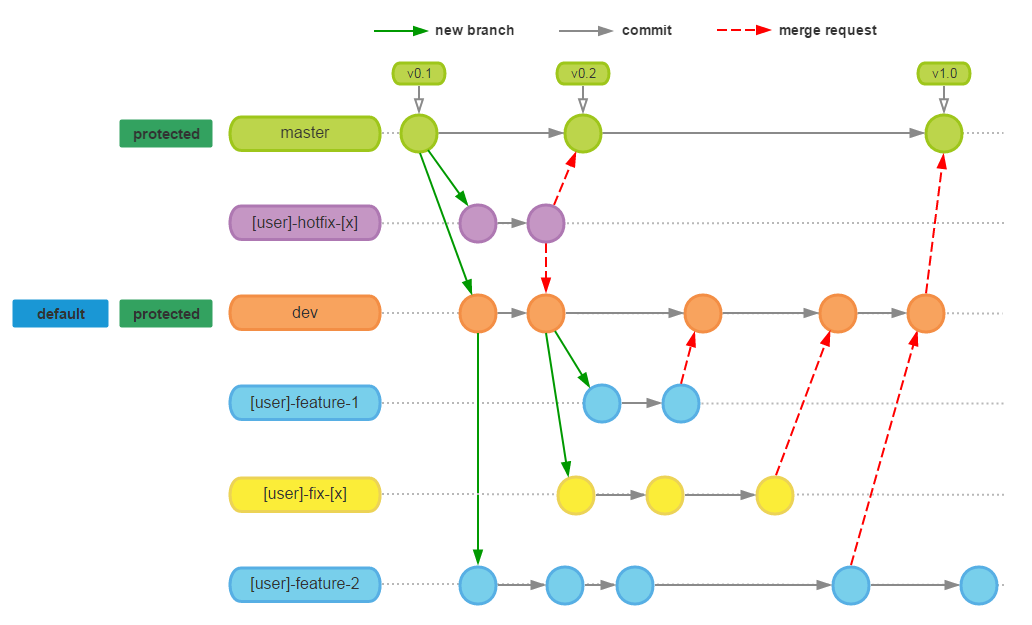 new branch
commit
merge request
v0.1
v0.2
v1.0
protected
master
[user]-hotfix-[x]
default
protected
dev
[user]-feature-1
[user]-fix-[x]
[user]-feature-2